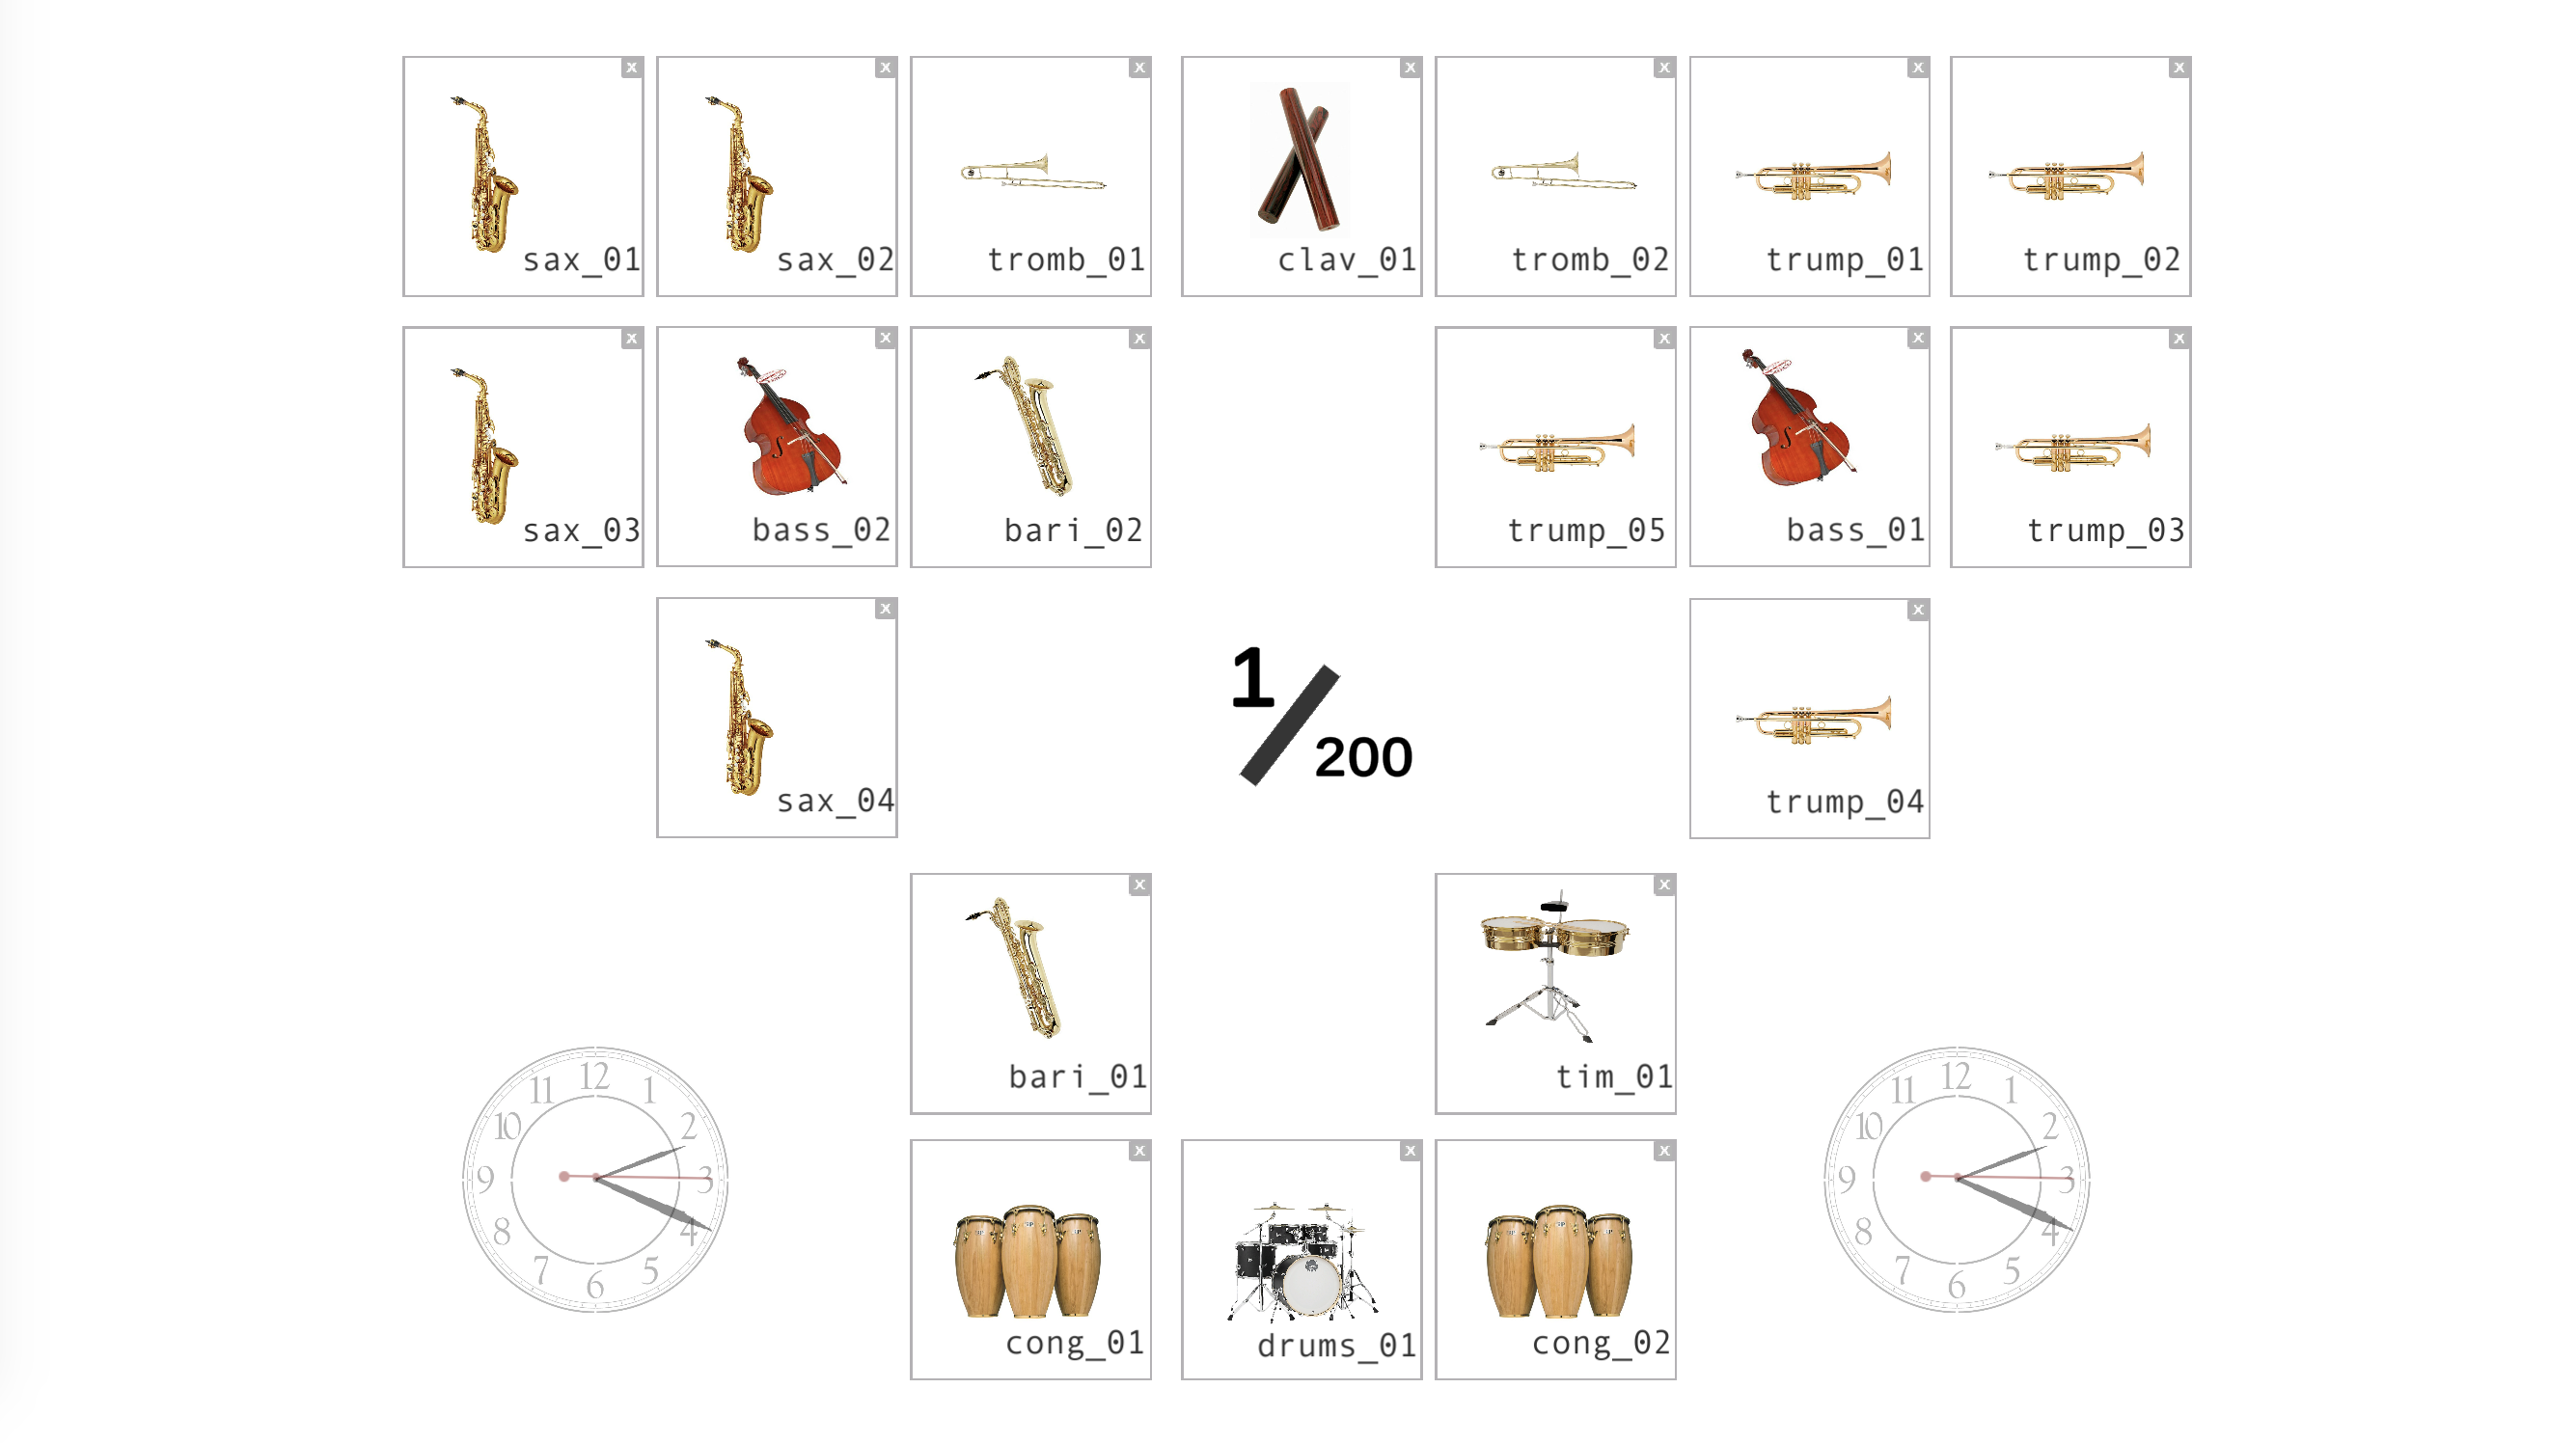 x x x x x x x
sax_01 sax_02 tromb_01 clav_01 tromb_02 trump_01 trump_02
x x x x x x
sax_03 bass_02 bari_02 trump_05 bass_01 trump_03
x x
1/200
sax_04 trump_04
x x
bari_01 tim_01
12 1 2 3 4 5 6 7 8 9 10 11
12 1 2 3 4 5 6 7 8 9 10 11
x x x
cong_01 drums_01 cong_02